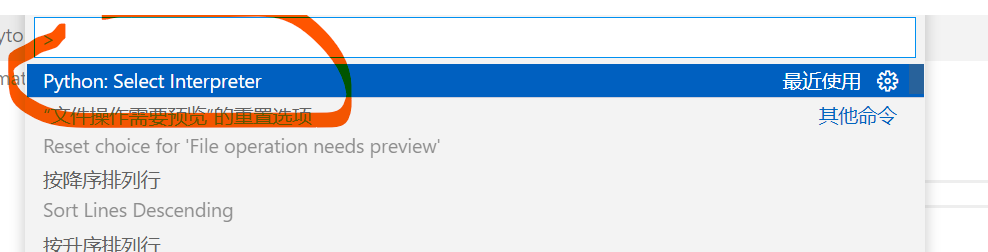 yto
>
mat
Python: Select Interpreter 最近使用
"文件操作需要预览"的重置选项 其他命令
Reset choice for 'File operation needs preview'
按降序排列行
Sort Lines Descending
按升序排列行